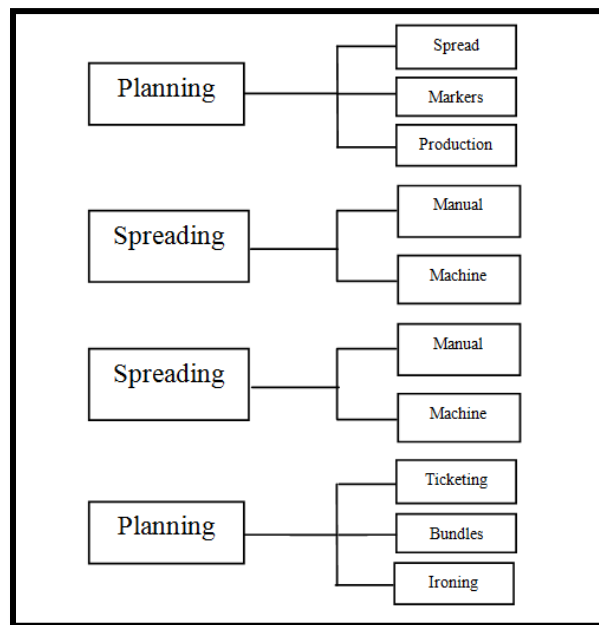 Planning
Spread
Markers
Production
Spreading
Manual
Machine
Spreading
Manual
Machine
Planning
Ticketing
Bundles
Ironing